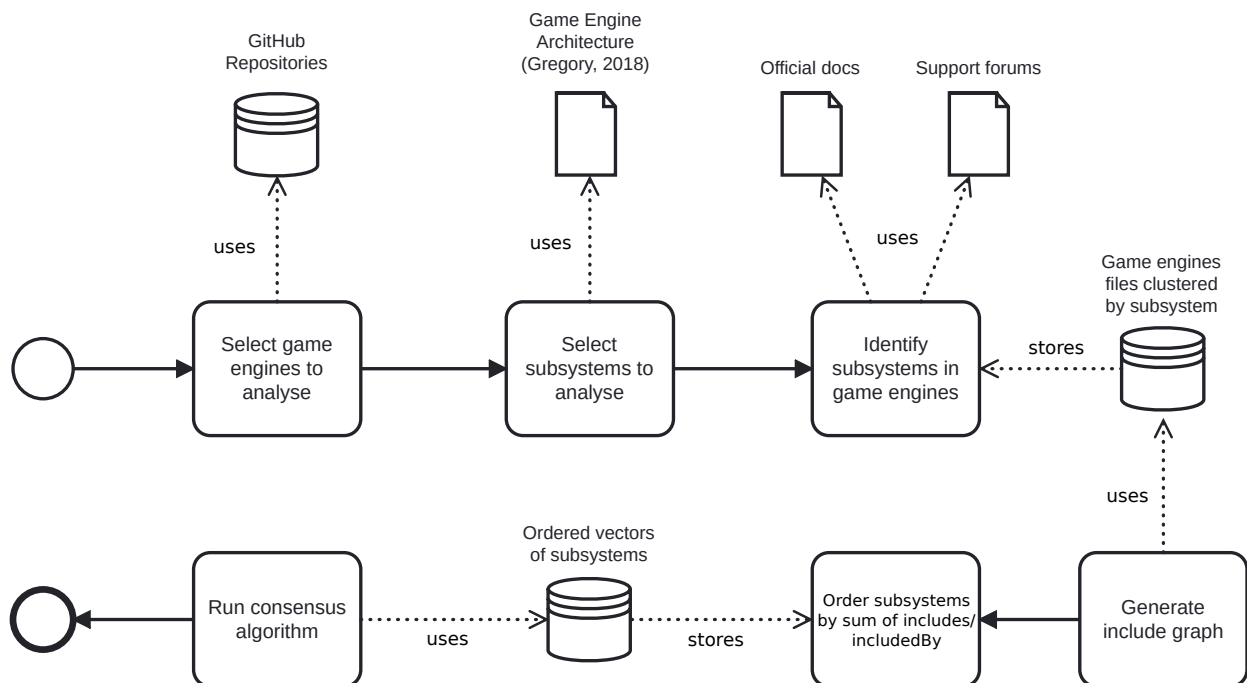 GitHub
Repositories
Game Engine
Architecture
(Gregory, 2018)
Official docs
Support forums
uses
uses
uses
Game engines
files clustered
by subsystem
Select game
engines to
analyse
Select
subsystems to
analyse
Identify
subsystems in
game engines
stores
uses
Ordered vectors
of subsystems
Run consensus
algorithm
uses
stores
Order subsystems
by sum of includes/
includedBy
Generate
include graph